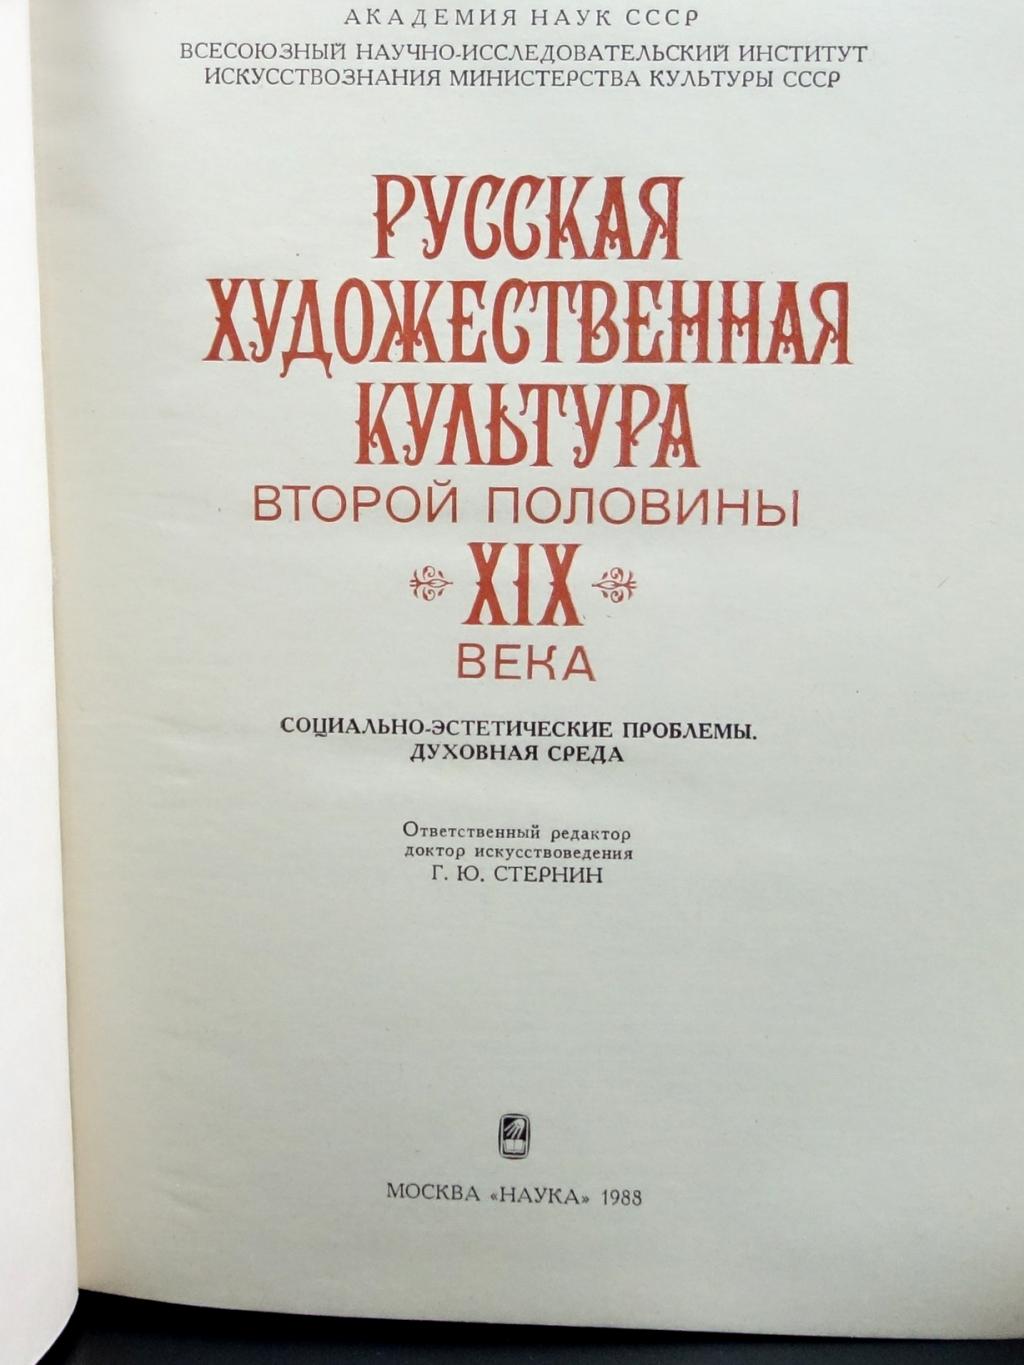 АКАДЕМИЯ НАУК СССР
ВСЕСОЮЗНЫЙ НАУЧНО-ИССЛЕДОВАТЕЛЬСКИЙ ИНСТИТУТ
ИСКУССТВОЗНАНИЯ МИНИСТЕРСТВА КУЛЬТУРЫ СССР
РУССКАЯ
ХУДОЖЕСТВЕННАЯ
КУЛЬТУРА
ВТОРОЙ ПОЛОВИНЫ
XIX
ВЕКА
СОЦИАЛЬНО-ЭСТЕТИЧЕСКИЕ ПРОБЛЕМЫ.
ДУХОВНАЯ СРЕДА
Ответственный редактор
доктор искусствоведения
Г. Ю. СТЕРНИН
МОСКВА «НАУКА» 1988